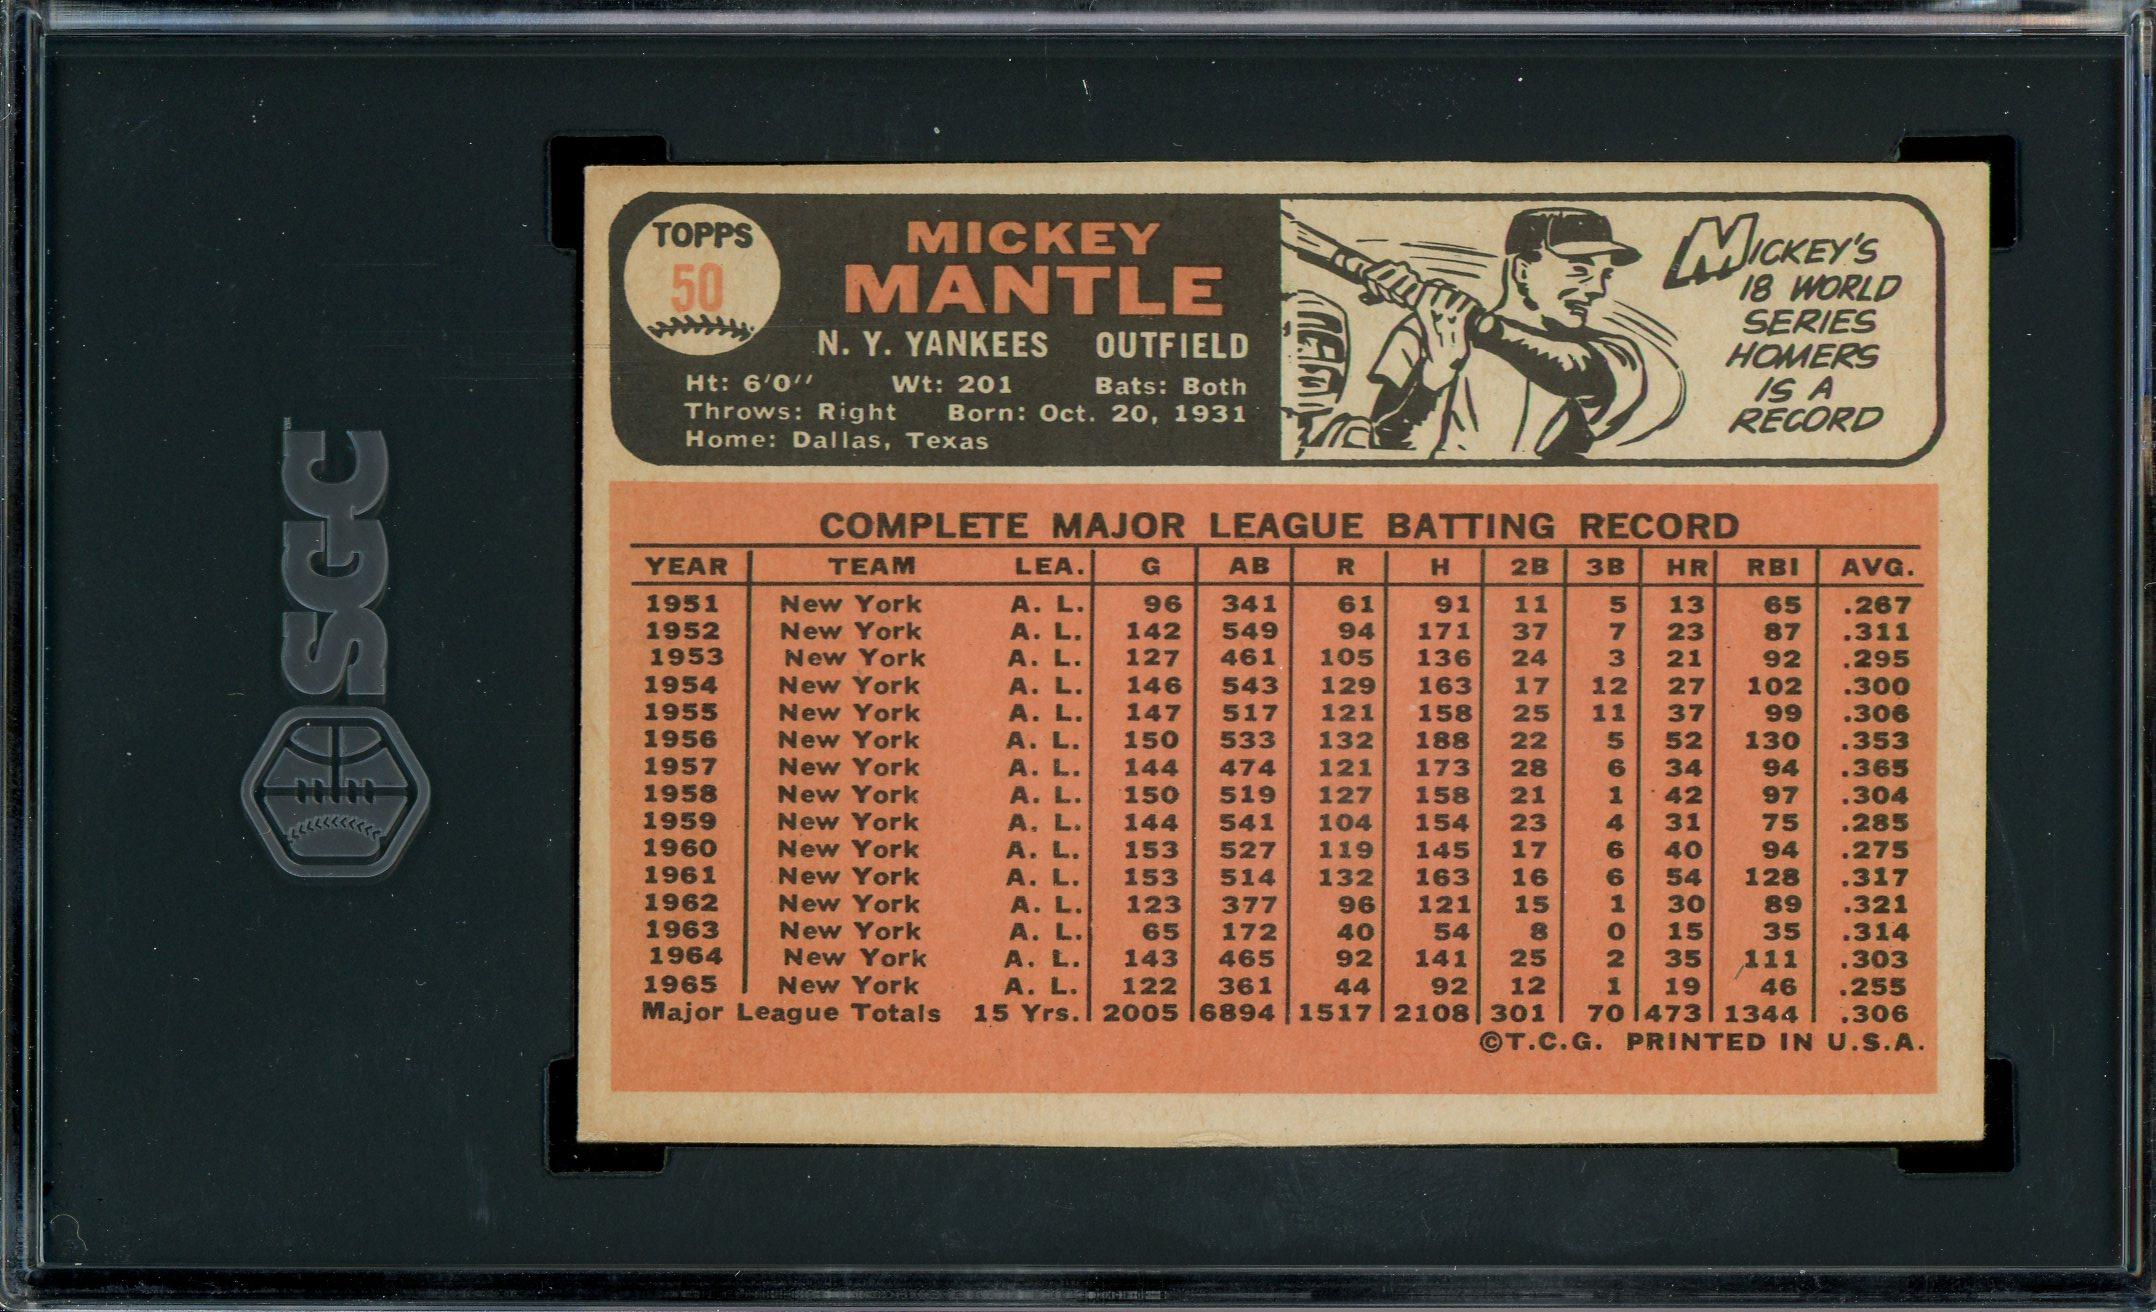 TOPPS
50
MICKEY
MANTLE
N. Y. YANKEES OUTFIELD
Ht: 6'0'' Wt: 201 Bats: Both
Throws: Right Born: Oct. 20, 1931
Home: Dallas, Texas
MICKEY'S
18 WORLD
SERIES
HOMERS
IS A
RECORD
COMPLETE MAJOR LEAGUE BATTING RECORD
YEAR TEAM LEA. G AB R H 2B 3B HR RBI AVG.
1951 New York A. L. 96 341 61 91 11 5 13 65 .267
1952 New York A. L. 142 549 94 171 37 7 23 87 .311
1953 New York A. L. 127 461 105 136 24 3 21 92 .295
1954 New York A. L. 146 543 129 163 17 12 27 102 .300
1955 New York A. L. 147 517 121 158 25 11 37 99 .306
1956 New York A. L. 150 533 132 188 22 5 52 130 .353
1957 New York A. L. 144 474 121 173 28 6 34 94 .365
1958 New York A. L. 150 519 127 158 21 1 42 97 .304
1959 New York A. L. 144 541 104 154 23 4 31 75 .285
1960 New York A. L. 153 527 119 145 17 6 40 94 .275
1961 New York A. L. 153 514 132 163 16 6 54 128 .317
1962 New York A. L. 123 377 96 121 15 1 30 89 .321
1963 New York A. L. 65 172 40 54 8 0 15 35 .314
1964 New York A. L. 143 465 92 141 25 2 35 111 .303
1965 New York A. L. 122 361 44 92 12 1 19 46 .255
Major League Totals 15 Yrs. 2005 6894 1517 2108 301 70 473 1344 .306
©T.C.G. PRINTED IN U.S.A.
SGC